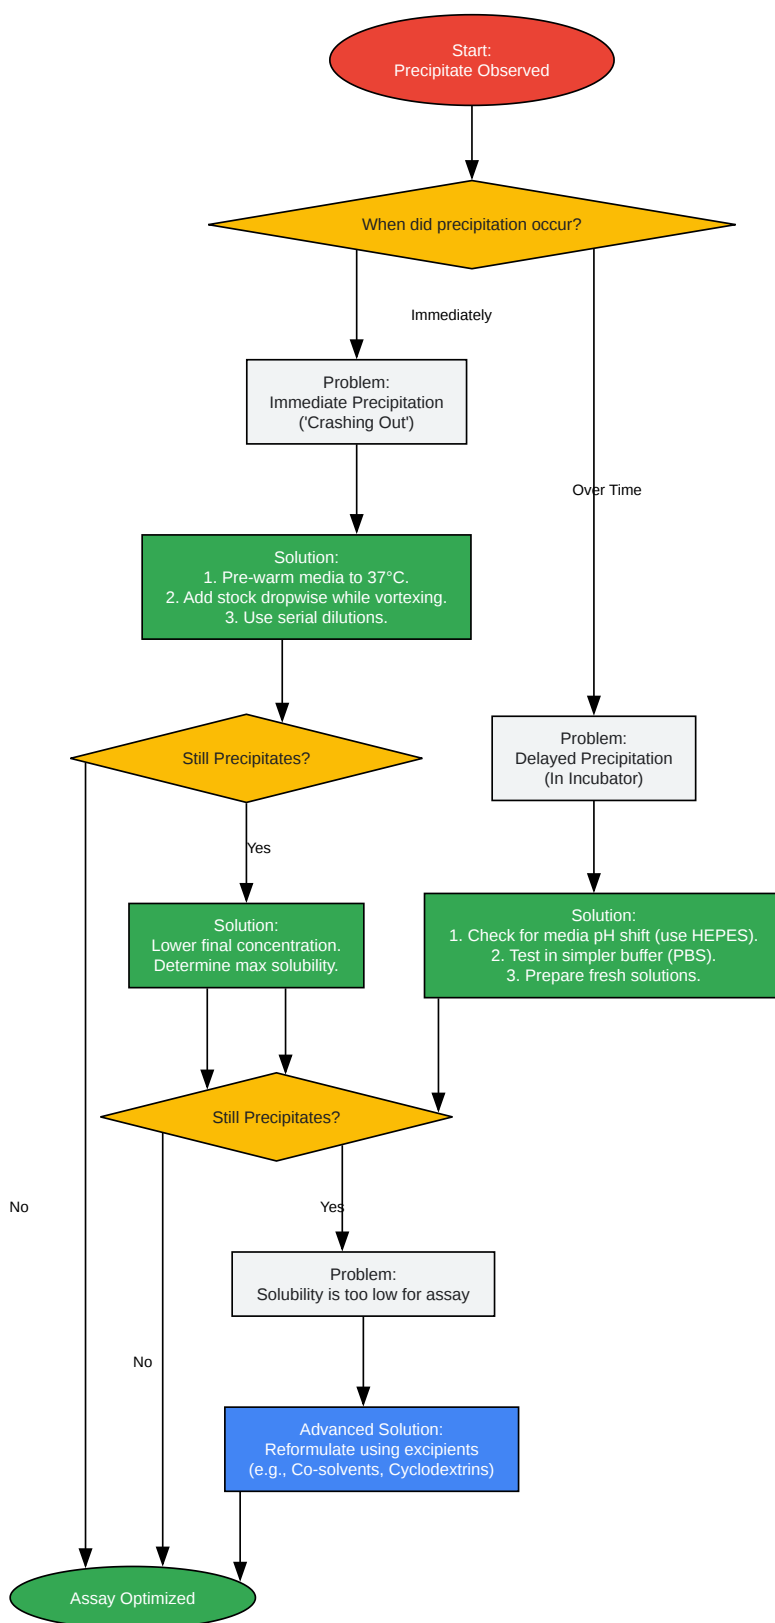 Start:
Precipitate Observed
When did precipitation occur?
Immediately
Problem:
Immediate Precipitation
('Crashing Out')
Over Time
Solution:
1. Pre-warm media to 37°C.
2. Add stock dropwise while vortexing.
3. Use serial dilutions.
Still Precipitates?
Problem:
Delayed Precipitation
(In Incubator)
Yes
Solution:
Lower final concentration.
Determine max solubility.
Solution:
1. Check for media pH shift (use HEPES).
2. Test in simpler buffer (PBS).
3. Prepare fresh solutions.
Still Precipitates?
No
Yes
Problem:
Solubility is too low for assay
No
Advanced Solution:
Reformulate using excipients
(e.g., Co-solvents, Cyclodextrins)
Assay Optimized